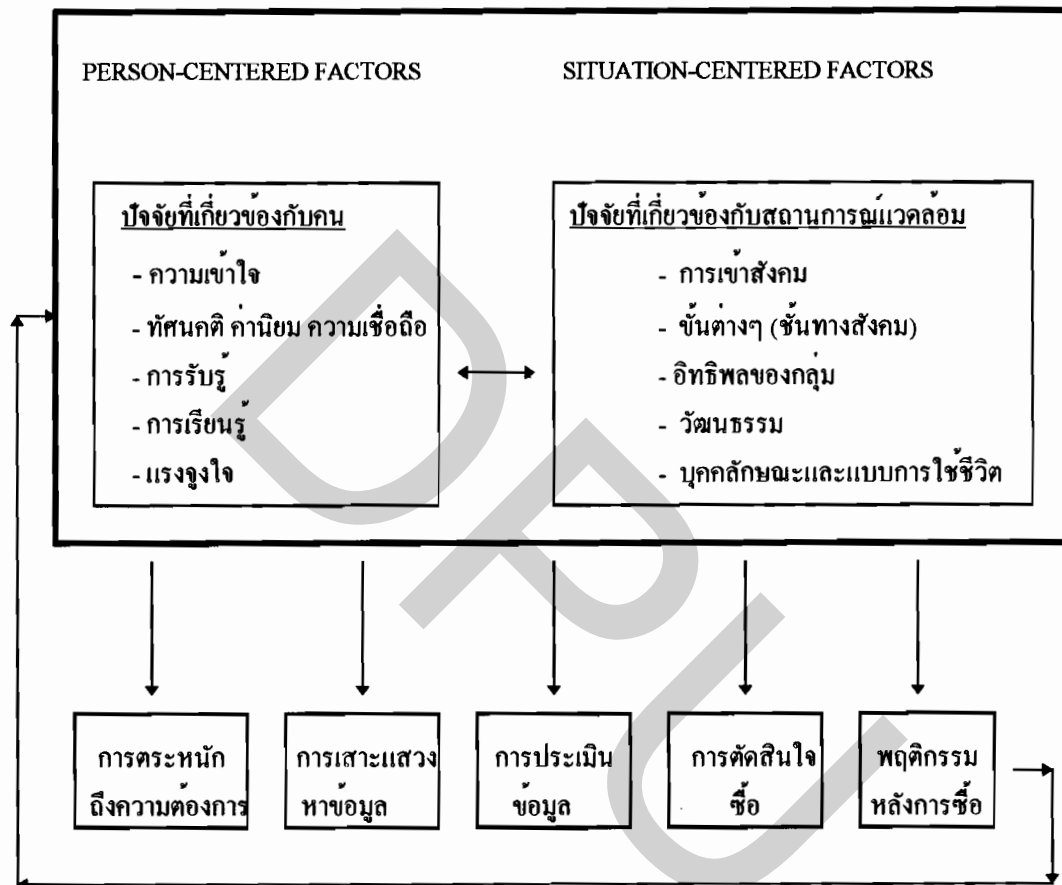 PERSON-CENTERED FACTORS
SITUATION-CENTERED FACTORS
ปัจจัยที่เกี่ยวข้องกับคน
- ความเข้าใจ
- ทัศนคติ ค่านิยม ความเชื่อถือ
- การรับรู้
- การเรียนรู้
- แรงจูงใจ
ปัจจัยที่เกี่ยวข้องกับสถานการณ์แวดล้อม
- การเข้าสังคม
- ขั้นต่างๆ (ชั้นทางสังคม)
- อิทธิพลของกลุ่ม
- วัฒนธรรม
- บุคคลักษณะและแบบการใช้ชีวิต
การตระหนัก
ถึงความต้องการ
การเสาะแสวง
หาข้อมูล
การประเมิน
ข้อมูล
การตัดสินใจ
ซื้อ
พฤติกรรม
หลังการซื้อ
DPU